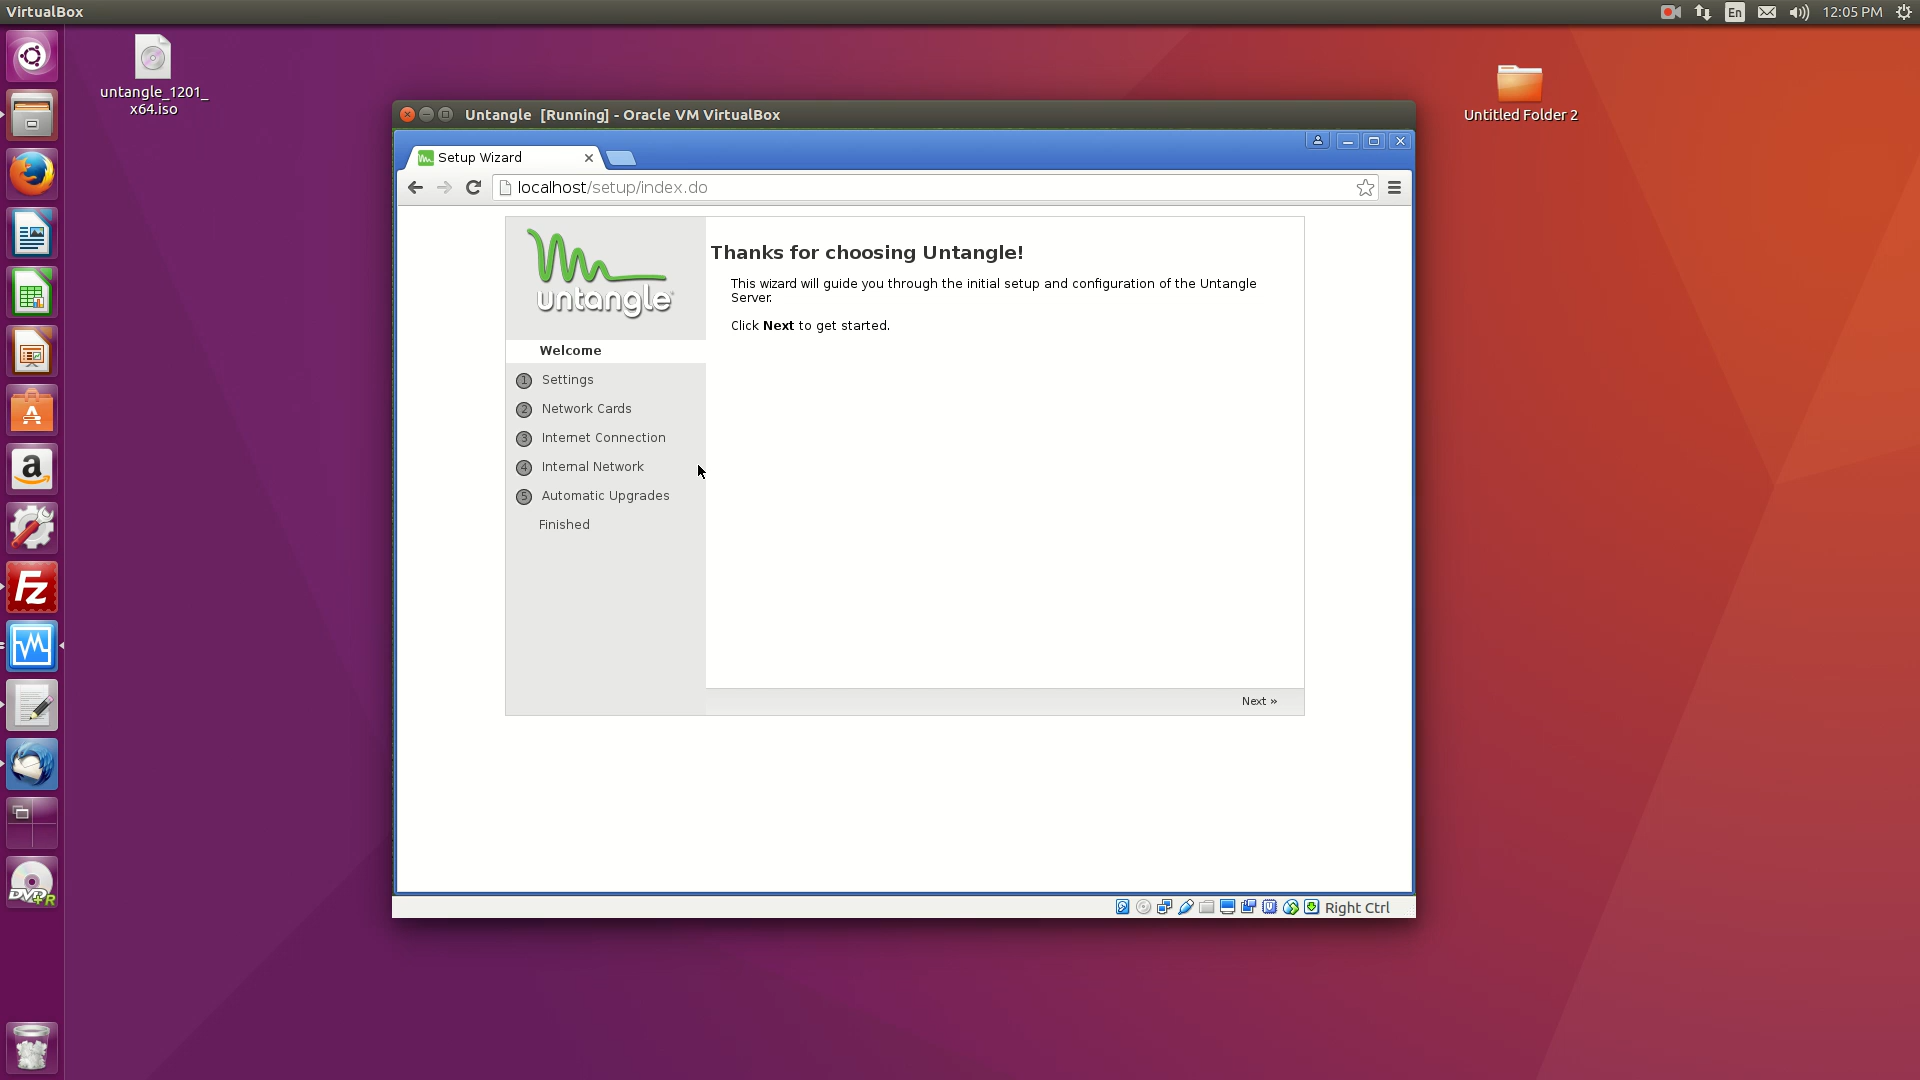 VirtualBox
En
12:05 PM
untangle_1201_
x64.iso
Untitled Folder 2
Untangle [Running] - Oracle VM VirtualBox
Setup Wizard
localhost/setup/index.do
untangle
Thanks for choosing Untangle!
This wizard will guide you through the initial setup and configuration of the Untangle
Server.
Click Next to get started.
Welcome
1 Settings
2 Network Cards
3 Internet Connection
4 Internal Network
5 Automatic Upgrades
Finished
Next »
Right Ctrl
A
a
Fz
DVD+R